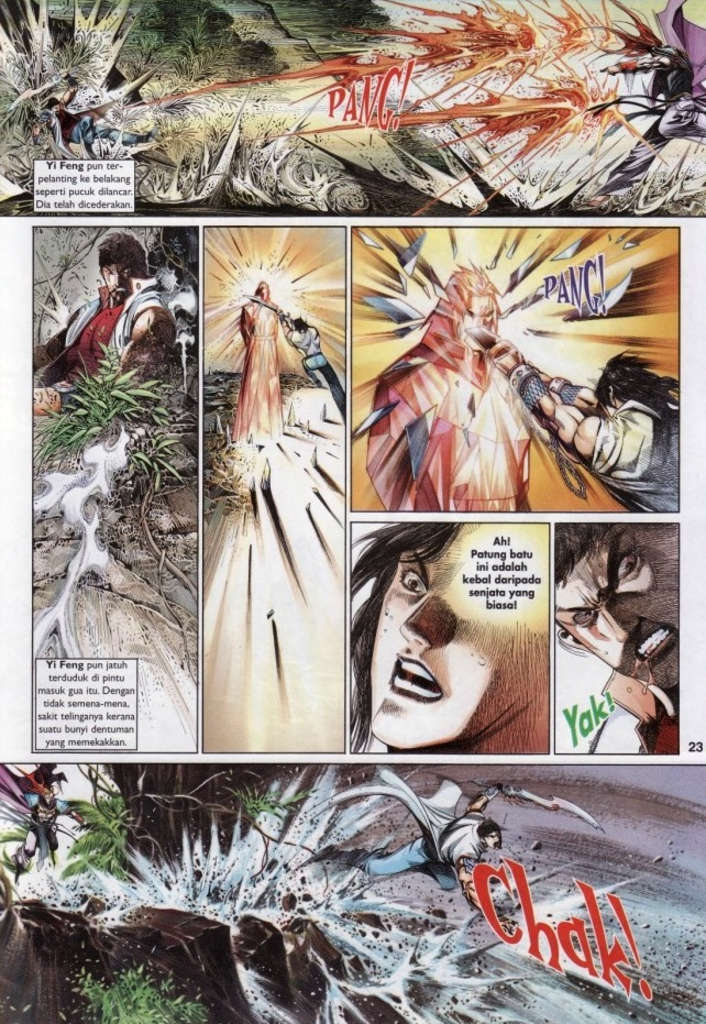 PANG!
Yi Feng pun ter-
pelanting ke belakang
seperti pucuk dilancar.
Dia telah dicederakan.
PANG!
Yi Feng pun jatuh
terduduk di pintu
masuk gua itu. Dengan
tidak semena-mena,
sakit telinganya kerana
suatu bunyi yang
memekakkan.
Ah!
Patung batu
ini adalah
kebal daripada
senjata yang
biasa!
Yak!
23
Chak!